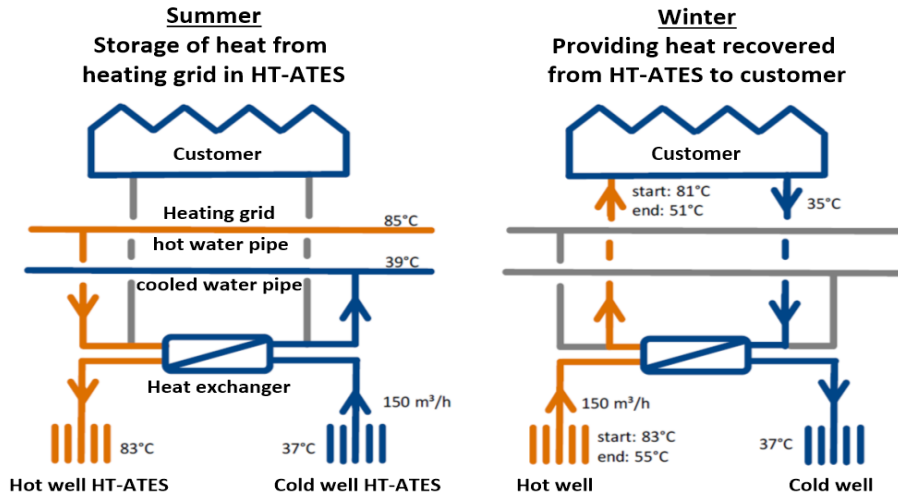 Summer
Storage of heat from
heating grid in HT-ATES
Customer
Heating grid
85°C
hot water pipe
39°C
cooled water pipe
Heat exchanger
150 m³/h
83°C
37°C
Hot well HT-ATES
Cold well HT-ATES
Winter
Providing heat recovered
from HT-ATES to customer
Customer
start: 81°C
end: 51°C
35°C
150 m³/h
start: 83°C
end: 55°C
37°C
Hot well
Cold well